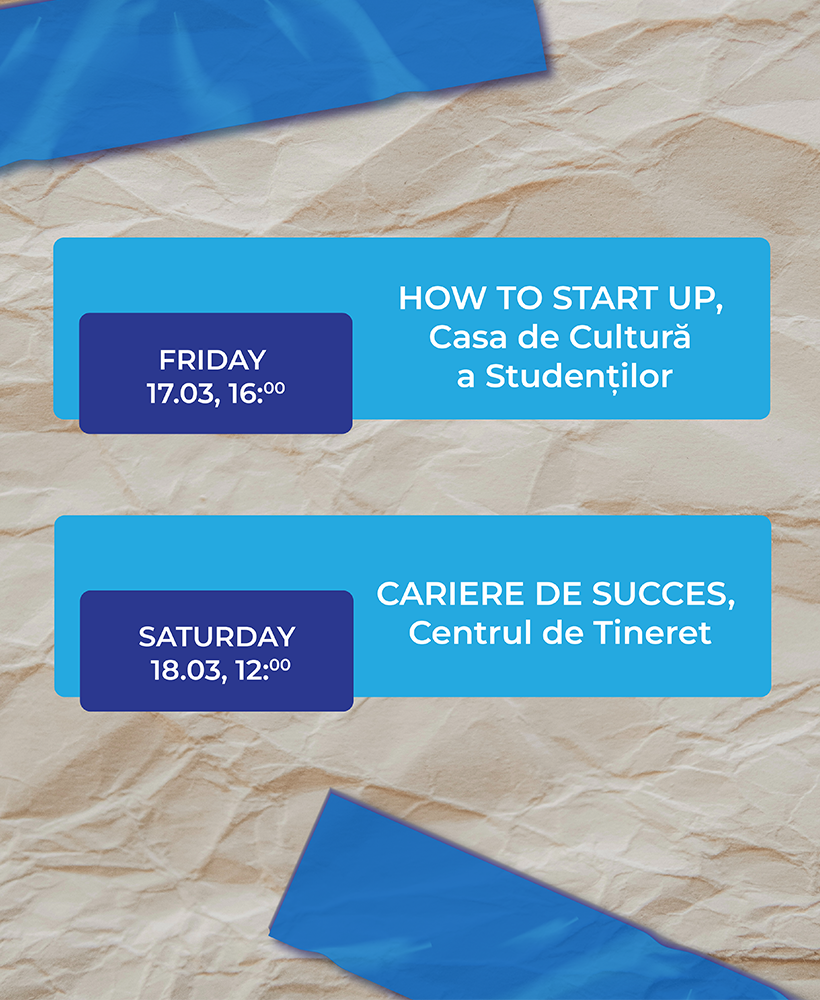 HOW TO START UP,
Casa de Cultură
a Studenților
FRIDAY
17.03, 16:00
CARIERE DE SUCCES,
Centrul de Tineret
SATURDAY
18.03, 12:00